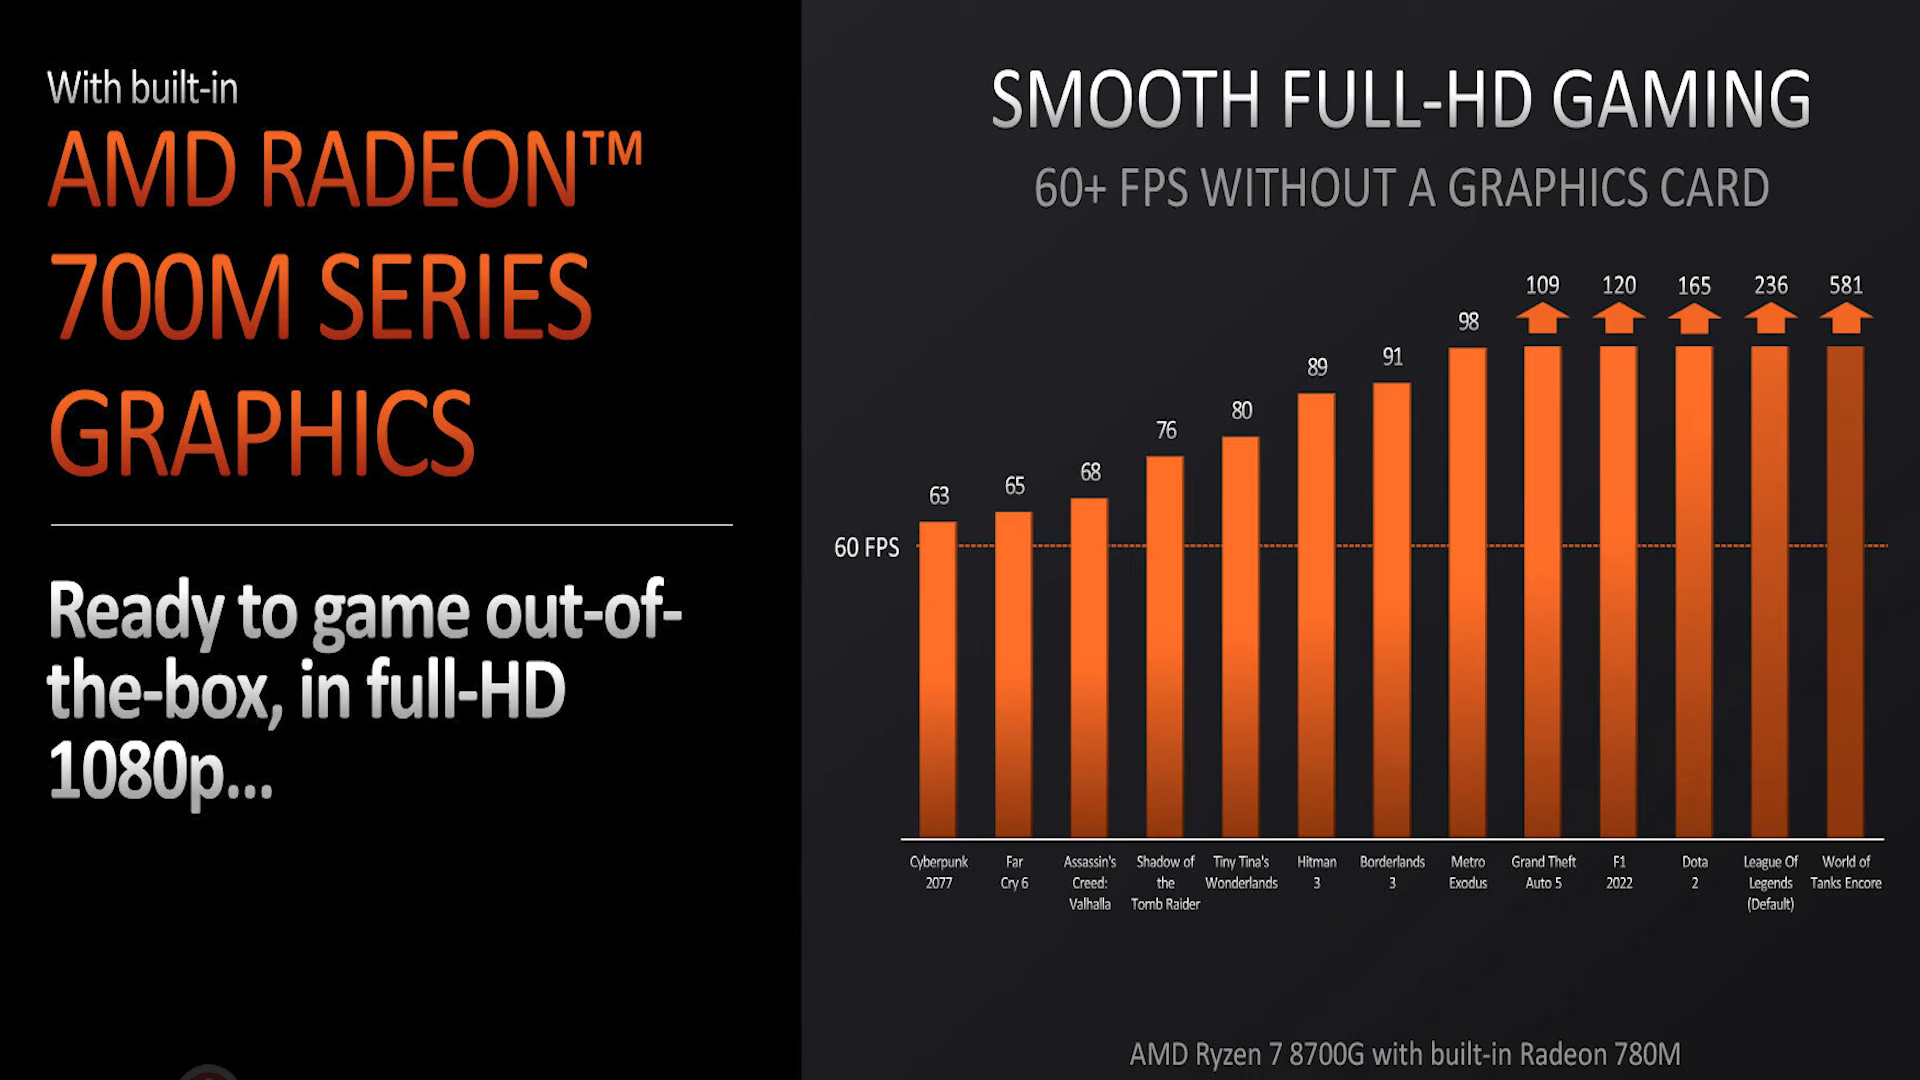 With built-in
AMD RADEON™
700M SERIES
GRAPHICS
Ready to game out-of-
the-box, in full-HD
1080p...
SMOOTH FULL-HD GAMING
60+ FPS WITHOUT A GRAPHICS CARD
109 120 165 236 581
98
91
89
80
76
68
65
63
60 FPS
Cyberpunk
2077
Far
Cry 6
Assassin's
Creed:
Valhalla
Shadow of
the
Tomb Raider
Tiny Tina's
Wonderlands
Hitman
3
Borderlands
3
Metro
Exodus
Grand Theft
Auto 5
F1
2022
Dota
2
League Of
Legends
(Default)
World of
Tanks Encore
AMD Ryzen 7 8700G with built-in Radeon 780M